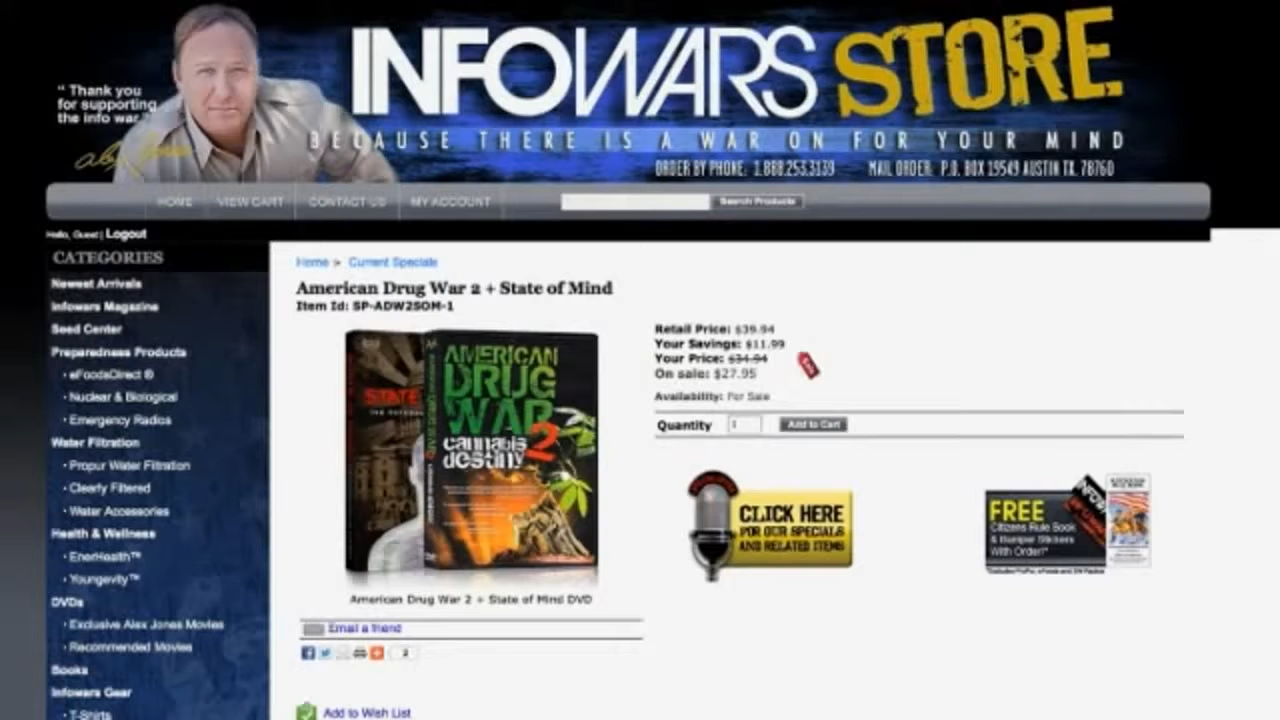 " Thank you
for supporting
the info war."
INFOWARS STORE
BECAUSE THERE IS A WAR ON FOR YOUR MIND
ORDER BY PHONE: 1.888.253.3139 MAIL ORDER: P.O. BOX 19549 AUSTIN TX. 78760
HOME VIEW CART CONTACT US MY ACCOUNT Search Products
Hello, Guest | Logout
CATEGORIES
Newest Arrivals
Infowars Magazine
Seed Center
Preparedness Products
• eFoodsDirect ®
• Nuclear & Biological
• Emergency Radios
Water Filtration
• Propur Water Filtration
• Clearly Filtered
• Water Accessories
Health & Wellness
• EnerHealth™
• Youngevity™
DVDs
• Exclusive Alex Jones Movies
• Recommended Movies
Books
Infowars Gear
• T-Shirts
Home > Current Specials
American Drug War 2 + State of Mind
Item Id: SP-ADW2SOM-1
STATE
AMERICAN
DRUG
WAR
2
cannabis
destiny
American Drug War 2 + State of Mind DVD
Email a friend
2
Add to Wish List
Retail Price: $39.94
Your Savings: $11.99
Your Price: $34.94
On sale: $27.95
Availability: For Sale
Quantity 1 Add to Cart
CLICK HERE
FOR OUR SPECIALS
AND RELATED ITEMS
FREE
Citizens Rule Book
& Bumper Stickers
With Order!*